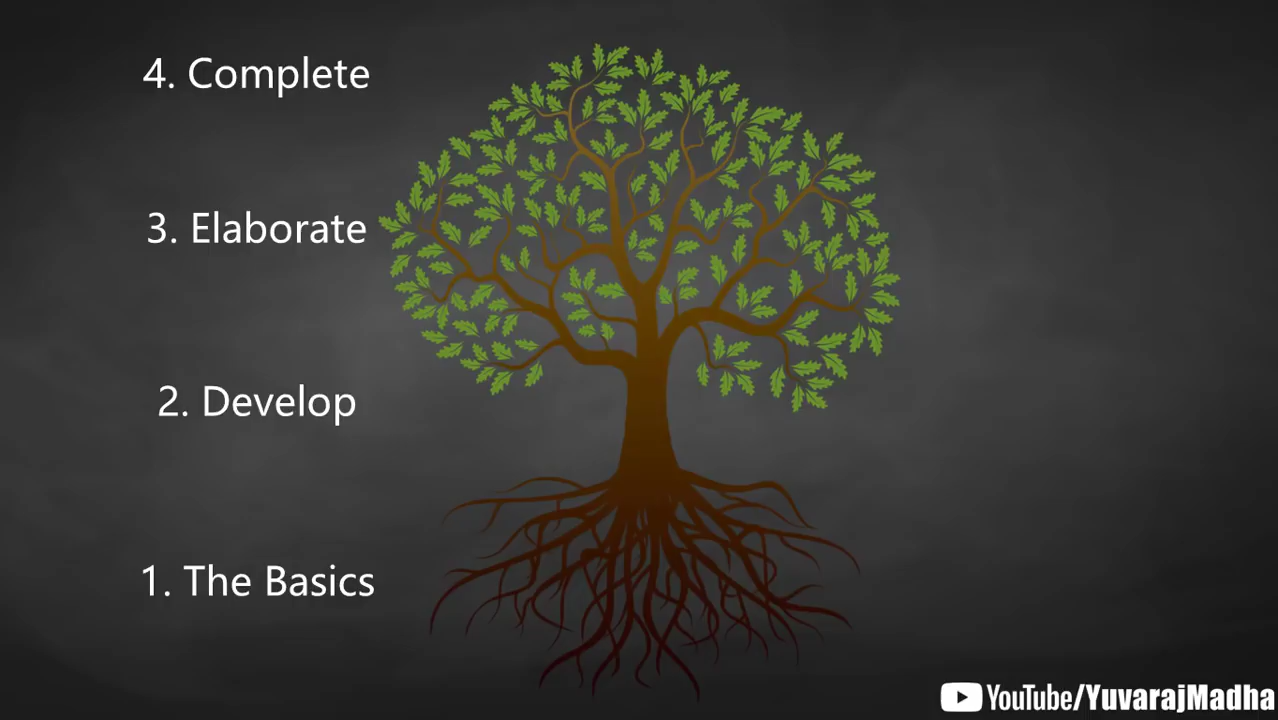 4. Complete
3. Elaborate
2. Develop
1. The Basics
YouTube/YuvarajMadha